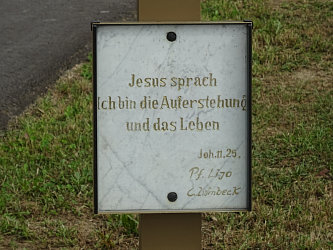 Jesus sprach
Ich bin die Auferstehung
und das Leben
Joh. 11, 25,